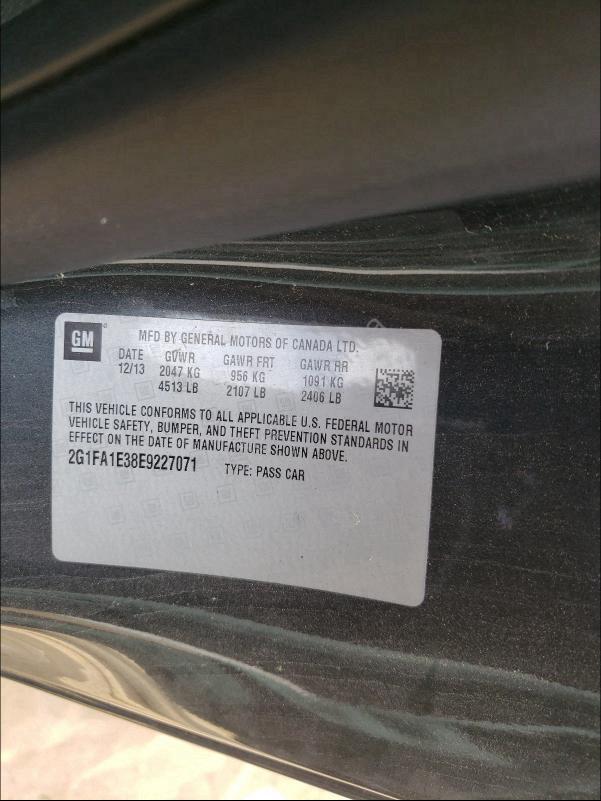 GM
MFD BY GENERAL MOTORS OF CANADA LTD.
DATE GVWR GAWR FRT GAWR RR
12/13 2047 KG 956 KG 1091 KG
4513 LB 2107 LB 2406 LB
THIS VEHICLE CONFORMS TO ALL APPLICABLE U.S. FEDERAL MOTOR
VEHICLE SAFETY, BUMPER, AND THEFT PREVENTION STANDARDS IN
EFFECT ON THE DATE OF MANUFACTURE SHOWN ABOVE.
2G1FA1E38E9227071 TYPE: PASS CAR